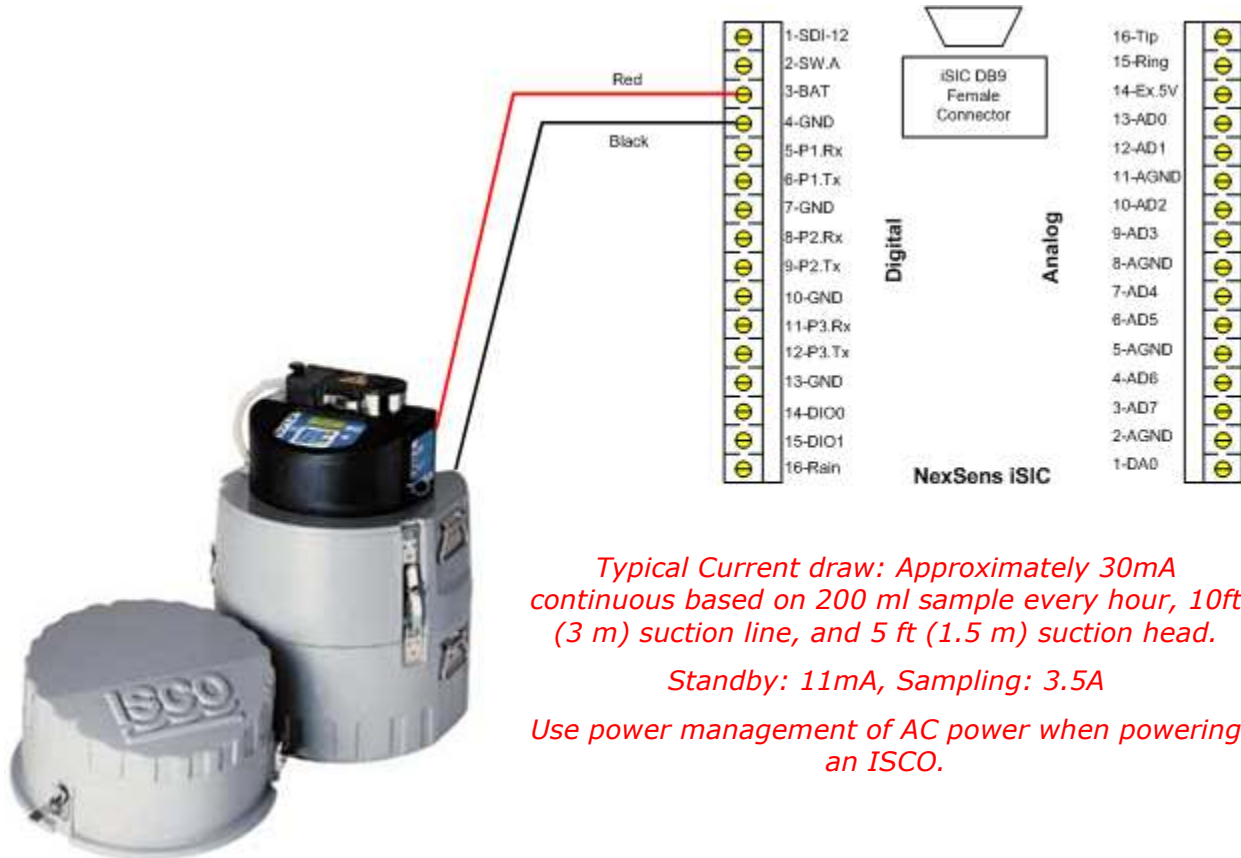 1-SDI-12
2-SW.A
3-BAT
4-GND
5-P1.Rx
6-P1.Tx
7-GND
8-P2.Rx
9-P2.Tx
10-GND
11-P3.Rx
12-P3.Tx
13-GND
14-DIO0
15-DIO1
16-Rain
Red
Black
iSIC DB9
Female
Connector
Digital
Analog
16-Tip
15-Ring
14-Ex.5V
13-AD0
12-AD1
11-AGND
10-AD2
9-AD3
8-AGND
7-AD4
6-AD5
5-AGND
4-AD6
3-AD7
2-AGND
1-DA0
NexSens iSIC
ISCO
Typical Current draw: Approximately 30mA
continuous based on 200 ml sample every hour, 10ft
(3 m) suction line, and 5 ft (1.5 m) suction head.
Standby: 11mA, Sampling: 3.5A
Use power management of AC power when powering
an ISCO.